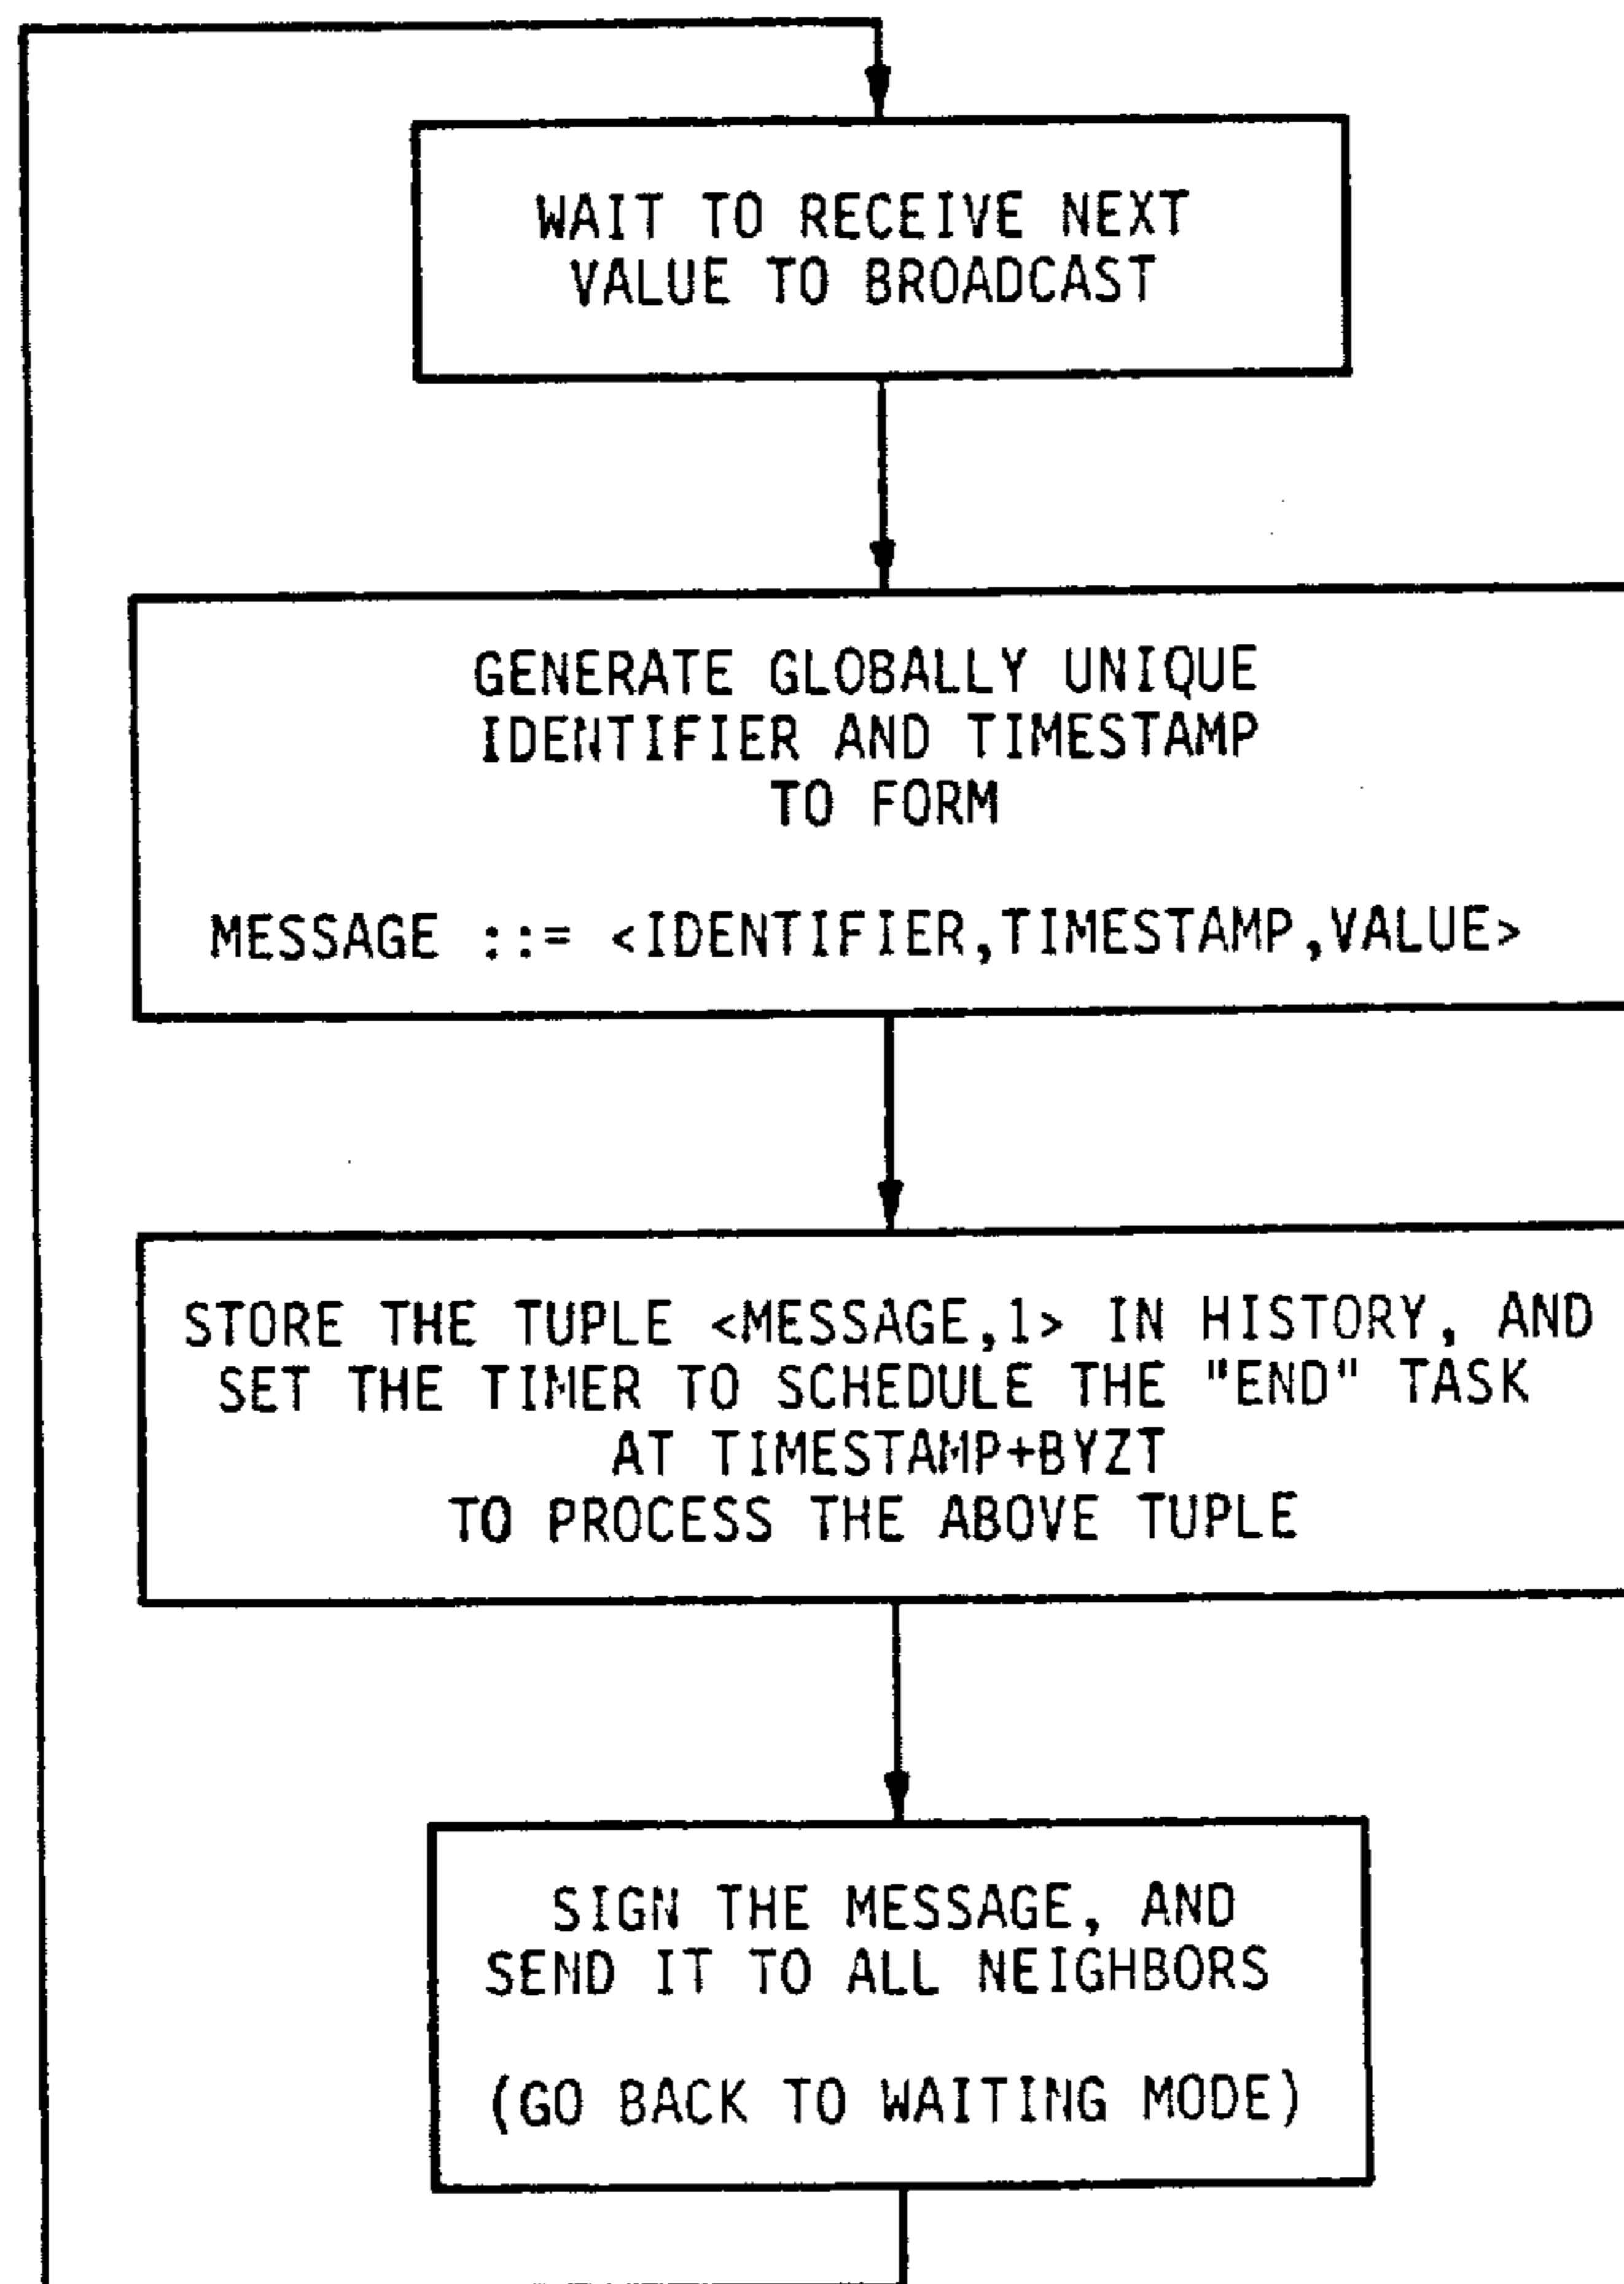 WAIT TO RECEIVE NEXT
VALUE TO BROADCAST
GENERATE GLOBALLY UNIQUE
IDENTIFIER AND TIMESTAMP
TO FORM
MESSAGE ::= <IDENTIFIER,TIMESTAMP,VALUE>
STORE THE TUPLE <MESSAGE,1> IN HISTORY, AND
SET THE TIMER TO SCHEDULE THE "END" TASK
AT TIMESTAMP+BYZT
TO PROCESS THE ABOVE TUPLE
SIGN THE MESSAGE, AND
SEND IT TO ALL NEIGHBORS
(GO BACK TO WAITING MODE)